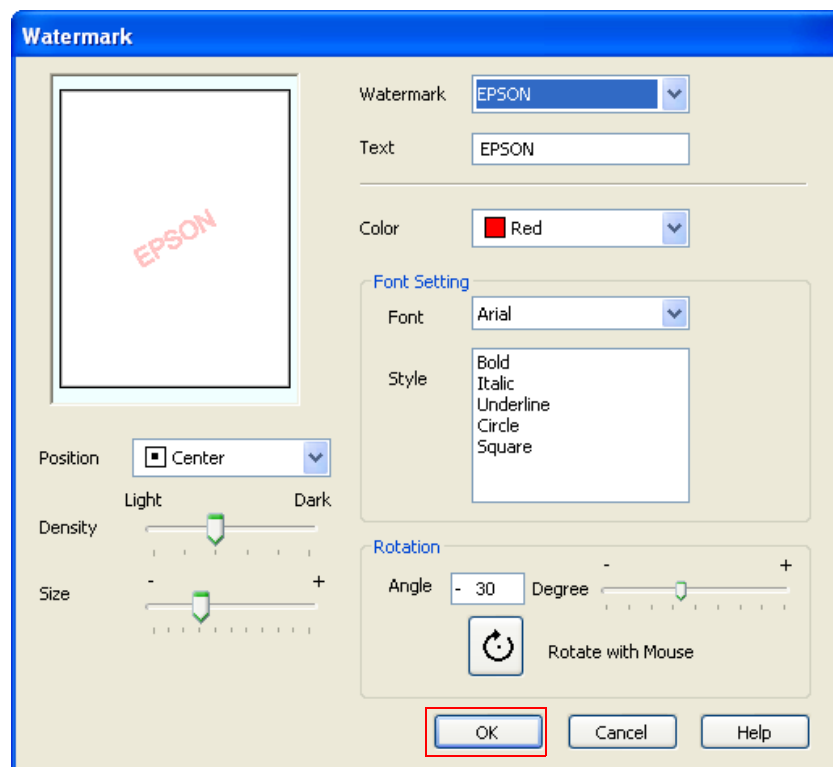 Watermark
EPSON
Watermark EPSON
Text EPSON
Color Red
Font Setting
Font Arial
Style
Bold
Italic
Underline
Circle
Square
Position Center
Light Dark
Density
Size - +
Rotation
- +
Angle - 30 Degree
Rotate with Mouse
OK Cancel Help